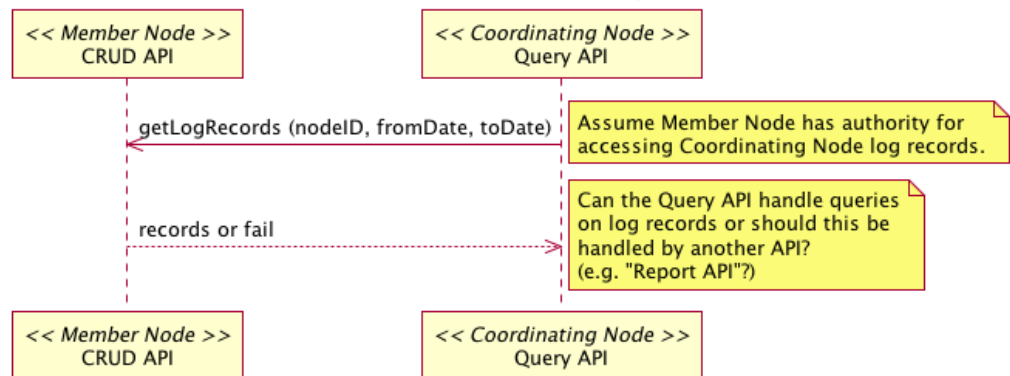 << Member Node >>
CRUD API
<< Coordinating Node >>
Query API
getLogRecords (nodeID, fromDate, toDate)
Assume Member Node has authority for
accessing Coordinating Node log records.
records or fail
Can the Query API handle queries
on log records or should this be
handled by another API?
(e.g. "Report API"?)
<< Member Node >>
CRUD API
<< Coordinating Node >>
Query API